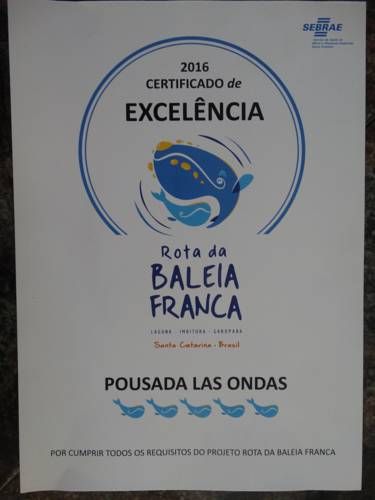 SEBRAE
2016
CERTIFICADO de
EXCELÊNCIA
Rota da
BALEIA
FRANCA
LAGUNA - IMBITUBA - GAROPABA
Santa Catarina - Brasil
POUSADA LAS ONDAS
POR CUMPRIR TODOS OS REQUISITOS DO PROJETO ROTA DA BALEIA FRANCA